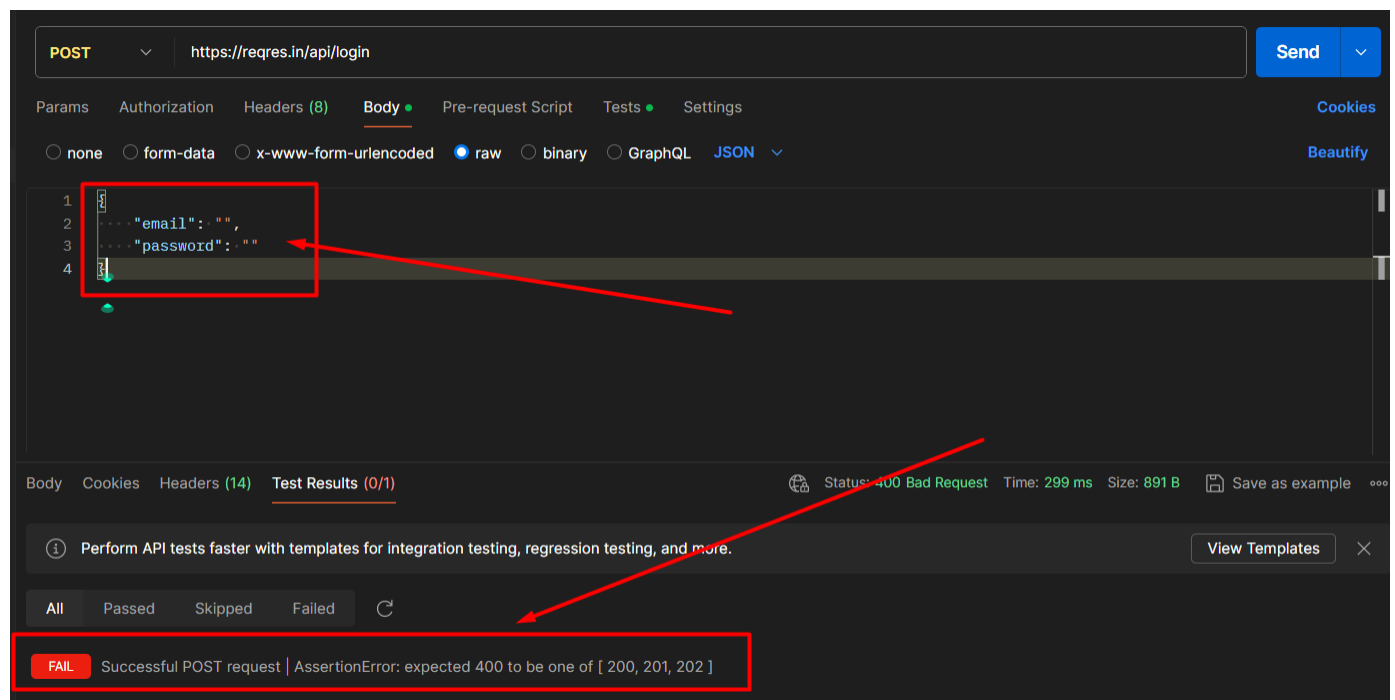 POST https://reqres.in/api/login Send
Params Authorization Headers (8) Body Pre-request Script Tests Settings Cookies
none form-data x-www-form-urlencoded raw binary GraphQL JSON Beautify
1 {
2 "email": "",
3 "password": ""
4 }
Body Cookies Headers (14) Test Results (0/1) Status: 400 Bad Request Time: 299 ms Size: 891 B Save as example
Perform API tests faster with templates for integration testing, regression testing, and more. View Templates
All Passed Skipped Failed
FAIL Successful POST request | AssertionError: expected 400 to be one of [ 200, 201, 202 ]